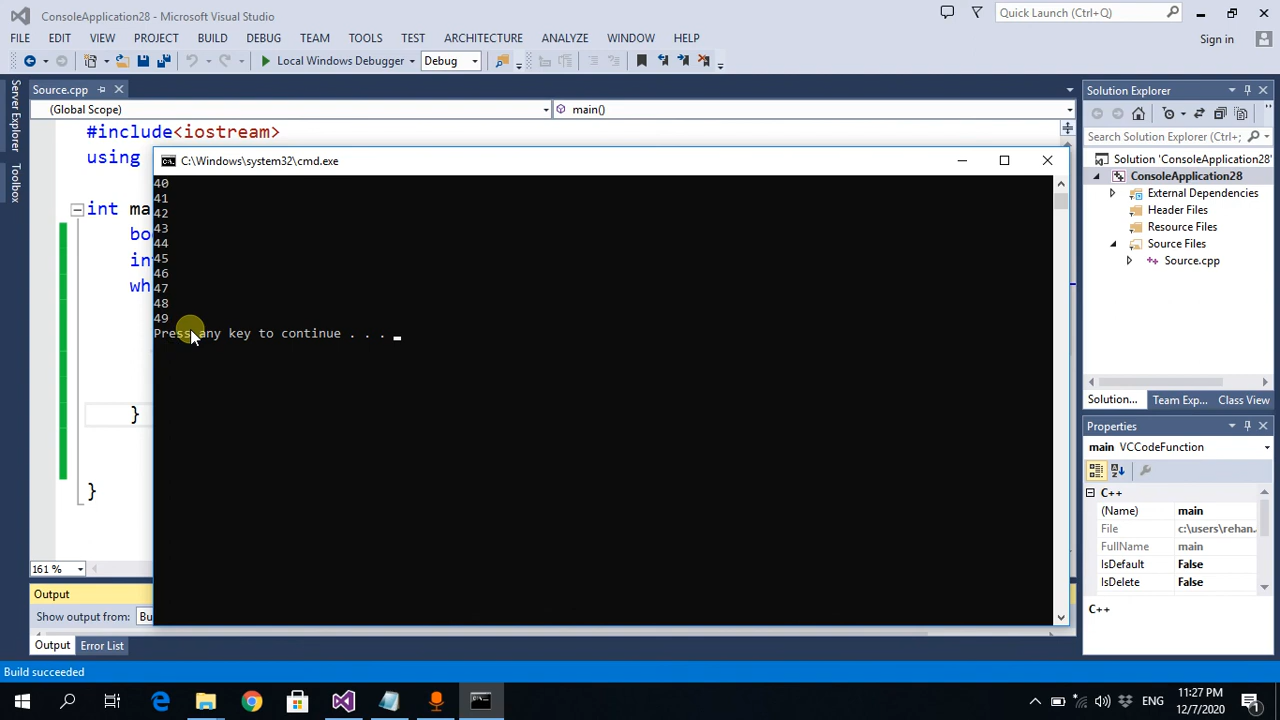 ConsoleApplication28 - Microsoft Visual Studio
Quick Launch (Ctrl+Q)
FILE EDIT VIEW PROJECT BUILD DEBUG TEAM TOOLS TEST ARCHITECTURE ANALYZE WINDOW HELP
Sign in
Local Windows Debugger Debug
Server Explorer
Toolbox
Source.cpp
(Global Scope) main()
#include<iostream>
using
int ma
bo
in
wh
}
}
161 %
C:\Windows\system32\cmd.exe
40
41
42
43
44
45
46
47
48
49
Press any key to continue . . .
Output
Show output from: Bu
Output Error List
Solution Explorer
Search Solution Explorer (Ctrl+;)
Solution 'ConsoleApplication28'
ConsoleApplication28
External Dependencies
Header Files
Resource Files
Source Files
Source.cpp
Solution... Team Exp... Class View
Properties
main VCCodeFunction
C++
(Name) main
File c:\users\rehan.
FullName main
IsDefault False
IsDelete False
C++
Build succeeded
ENG
11:27 PM
12/7/2020
1